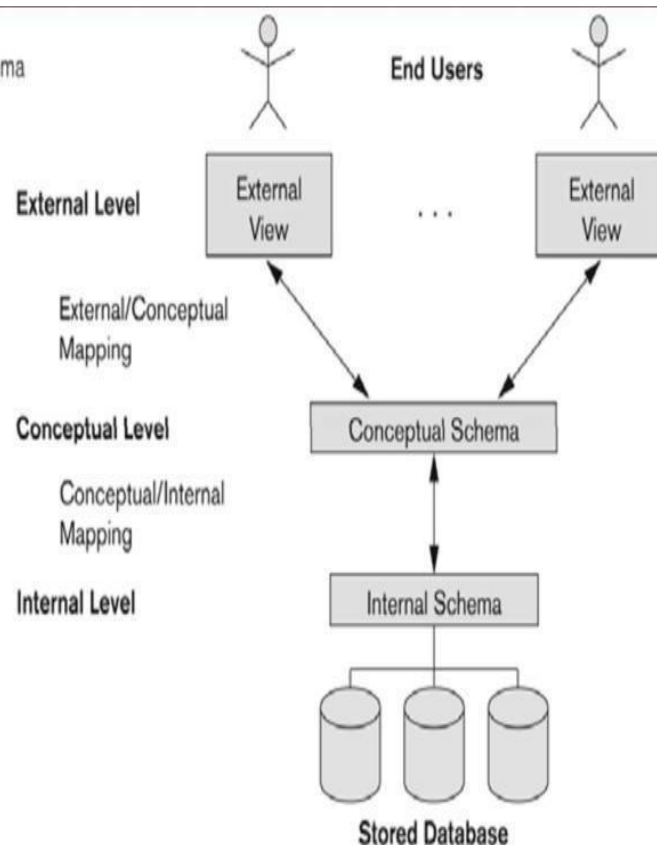 ma
End Users
External Level
External
View
. . .
External
View
External/Conceptual
Mapping
Conceptual Level
Conceptual Schema
Conceptual/Internal
Mapping
Internal Level
Internal Schema
Stored Database